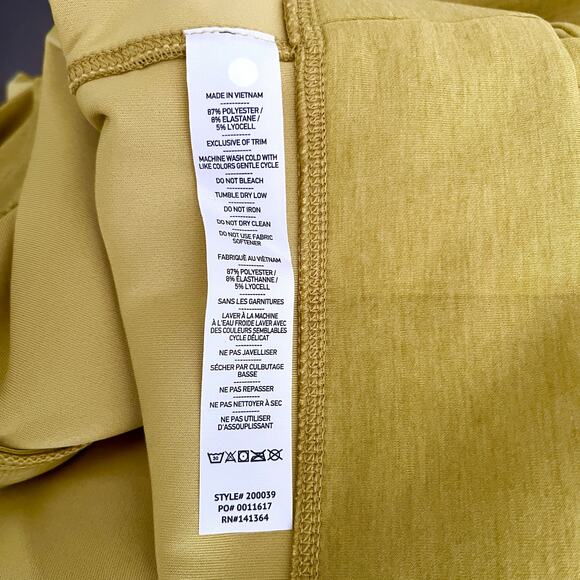 MADE IN VIETNAM
----------
87% POLYESTER /
8% ELASTANE /
5% LYOCELL
----------
EXCLUSIVE OF TRIM
----------
MACHINE WASH COLD WITH
LIKE COLORS GENTLE CYCLE
----------
DO NOT BLEACH
----------
TUMBLE DRY LOW
----------
DO NOT IRON
----------
DO NOT DRY CLEAN
----------
DO NOT USE FABRIC
SOFTENER
FABRIQUÉ AU VIÊTNAM
----------
87% POLYESTER /
8% ÉLASTHANNE /
5% LYOCELL
----------
SANS LES GARNITURES
----------
LAVER À LA MACHINE
À L'EAU FROIDE LAVER AVEC
DES COULEURS SEMBLABLES
CYCLE DÉLICAT
----------
NE PAS JAVELLISER
----------
SÉCHER PAR CULBUTAGE
BASSE
----------
NE PAS REPASSER
----------
NE PAS NETTOYER À SEC
----------
NE PAS UTILISER
D'ASSOUPLISSANT
----------
30
STYLE# 200039
PO# 0011617
RN#141364